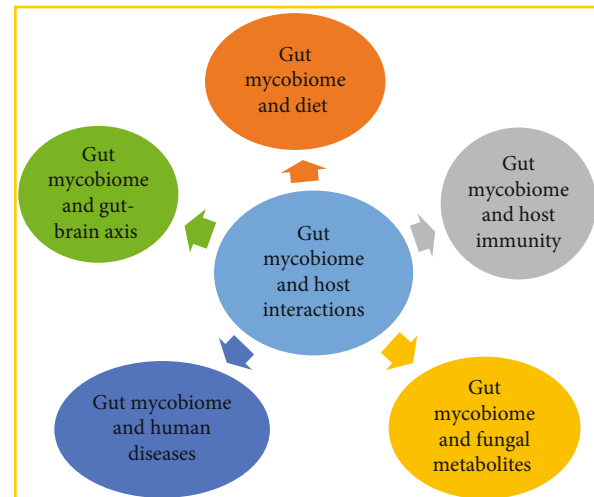 Gut
mycobiome
and diet
Gut
mycobiome
and gut-
brain axis
Gut
mycobiome
and host
immunity
Gut
mycobiome
and host
interactions
Gut mycobiome
and human
diseases
Gut
mycobiome
and fungal
metabolites